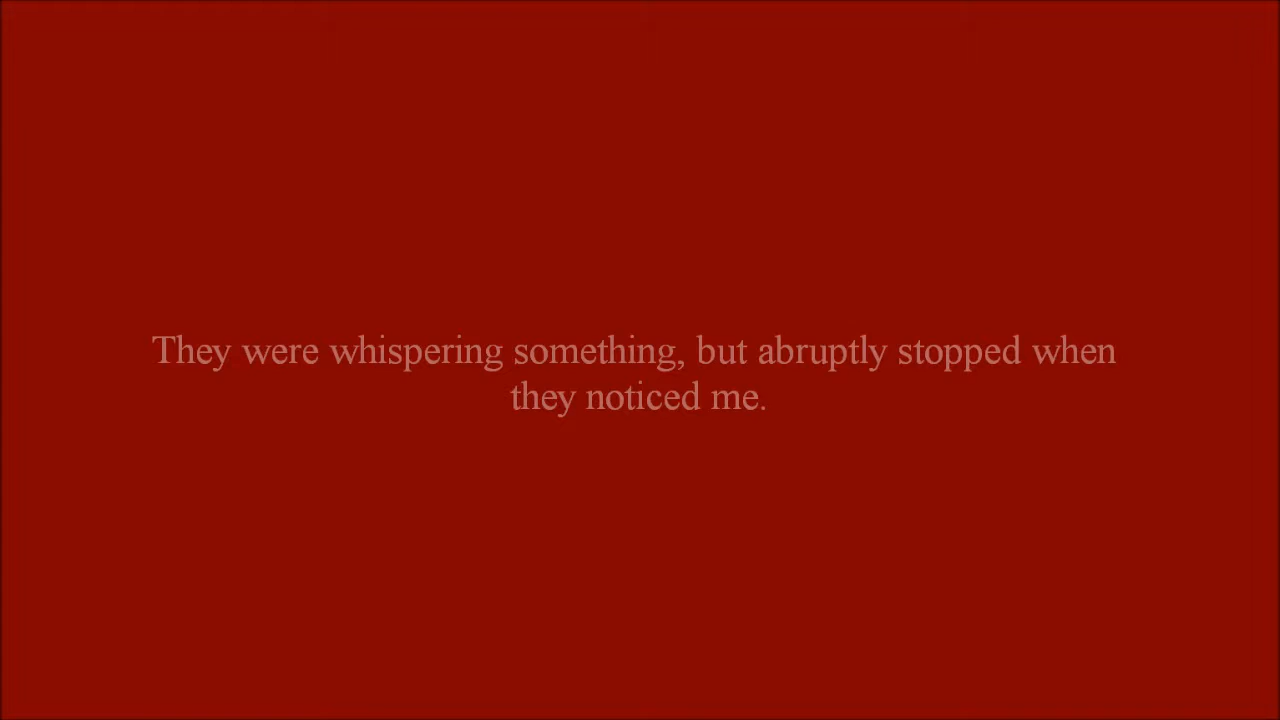 They were whispering something, but abruptly stopped when
they noticed me.